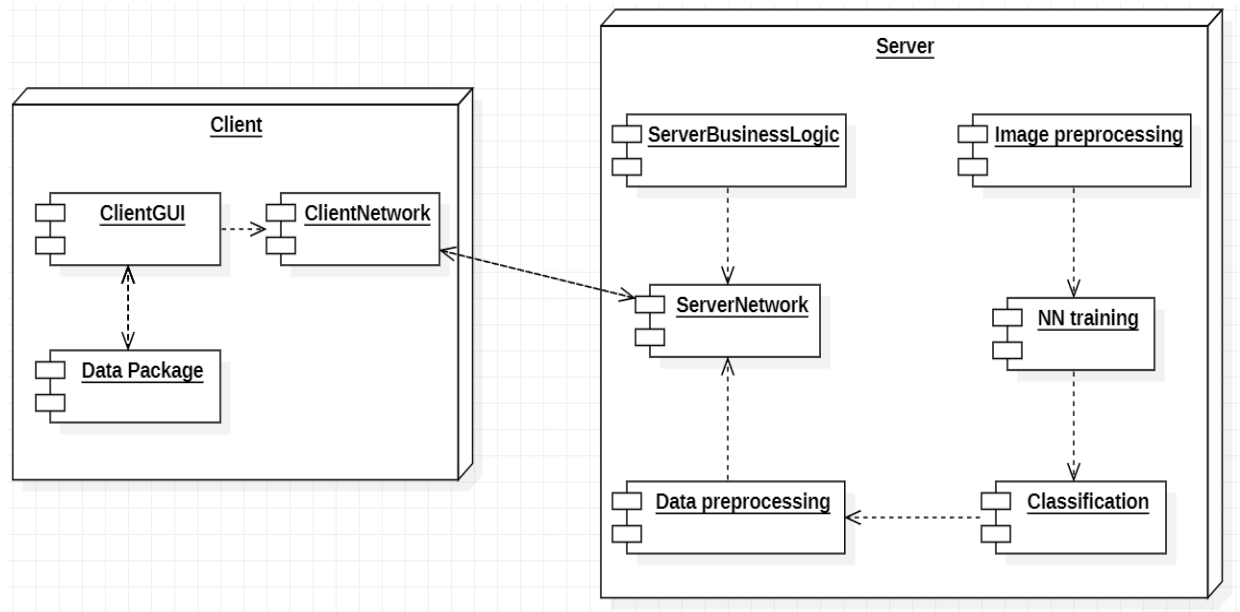 Client
ClientGUI
ClientNetwork
Data Package
Server
ServerBusinessLogic
Image preprocessing
ServerNetwork
NN training
Data preprocessing
Classification